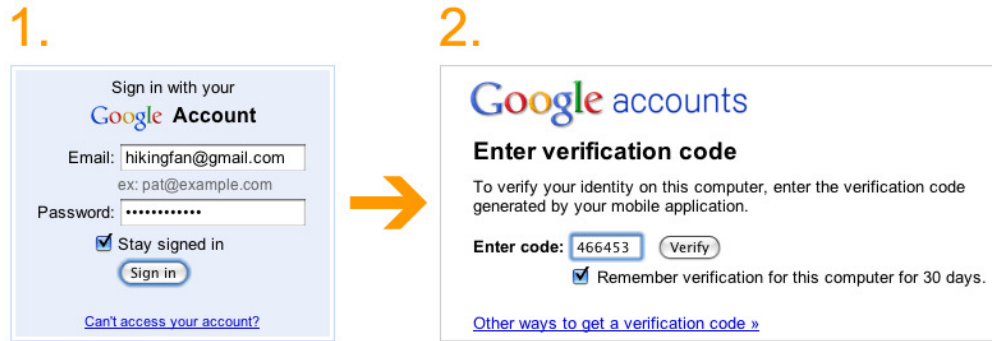 1.
Sign in with your
Google Account
Email: hikingfan@gmail.com
ex: pat@example.com
Password: ••••••••••••
Stay signed in
Sign in
Can't access your account?
2.
Google accounts
Enter verification code
To verify your identity on this computer, enter the verification code
generated by your mobile application.
Enter code: 466453 Verify
Remember verification for this computer for 30 days.
Other ways to get a verification code »